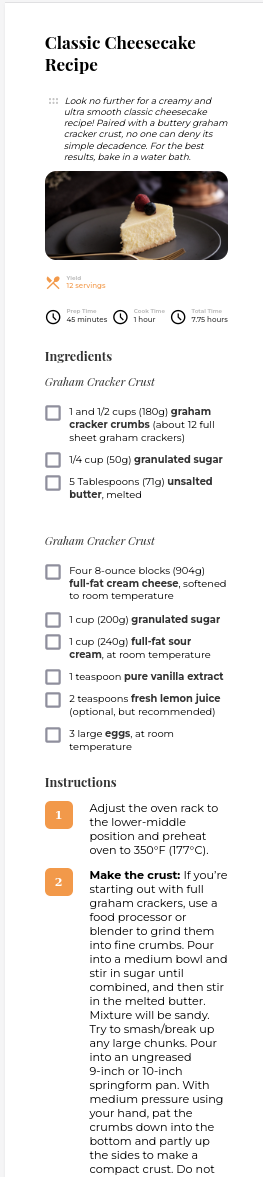 Classic Cheesecake
Recipe
Look no further for a creamy and
ultra smooth classic cheesecake
recipe! Paired with a buttery graham
cracker crust, no one can deny its
simple decadence. For the best
results, bake in a water bath.
Yield
12 servings
Prep Time
45 minutes
Cook Time
1 hour
Total Time
7.75 hours
Ingredients
Graham Cracker Crust
1 and 1/2 cups (180g) graham
cracker crumbs (about 12 full
sheet graham crackers)
1/4 cup (50g) granulated sugar
5 Tablespoons (71g) unsalted
butter, melted
Graham Cracker Crust
Four 8-ounce blocks (904g)
full-fat cream cheese, softened
to room temperature
1 cup (200g) granulated sugar
1 cup (240g) full-fat sour
cream, at room temperature
1 teaspoon pure vanilla extract
2 teaspoons fresh lemon juice
(optional, but recommended)
3 large eggs, at room
temperature
Instructions
1
Adjust the oven rack to
the lower-middle
position and preheat
oven to 350°F (177°C).
2
Make the crust: If you're
starting out with full
graham crackers, use a
food processor or
blender to grind them
into fine crumbs. Pour
into a medium bowl and
stir in sugar until
combined, and then stir
in the melted butter.
Mixture will be sandy.
Try to smash/break up
any large chunks. Pour
into an ungreased
9-inch or 10-inch
springform pan. With
medium pressure using
your hand, pat the
crumbs down into the
bottom and partly up
the sides to make a
compact crust. Do not